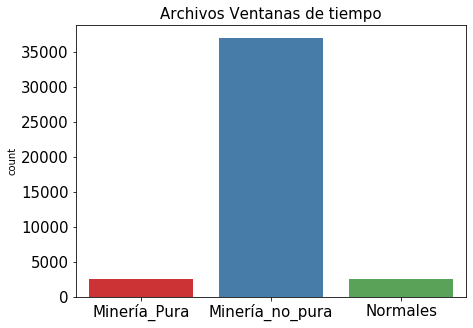 Archivos Ventanas de tiempo
35000
30000
25000
20000
15000
10000
5000
0
count
Minería_Pura Minería_no_pura Normales